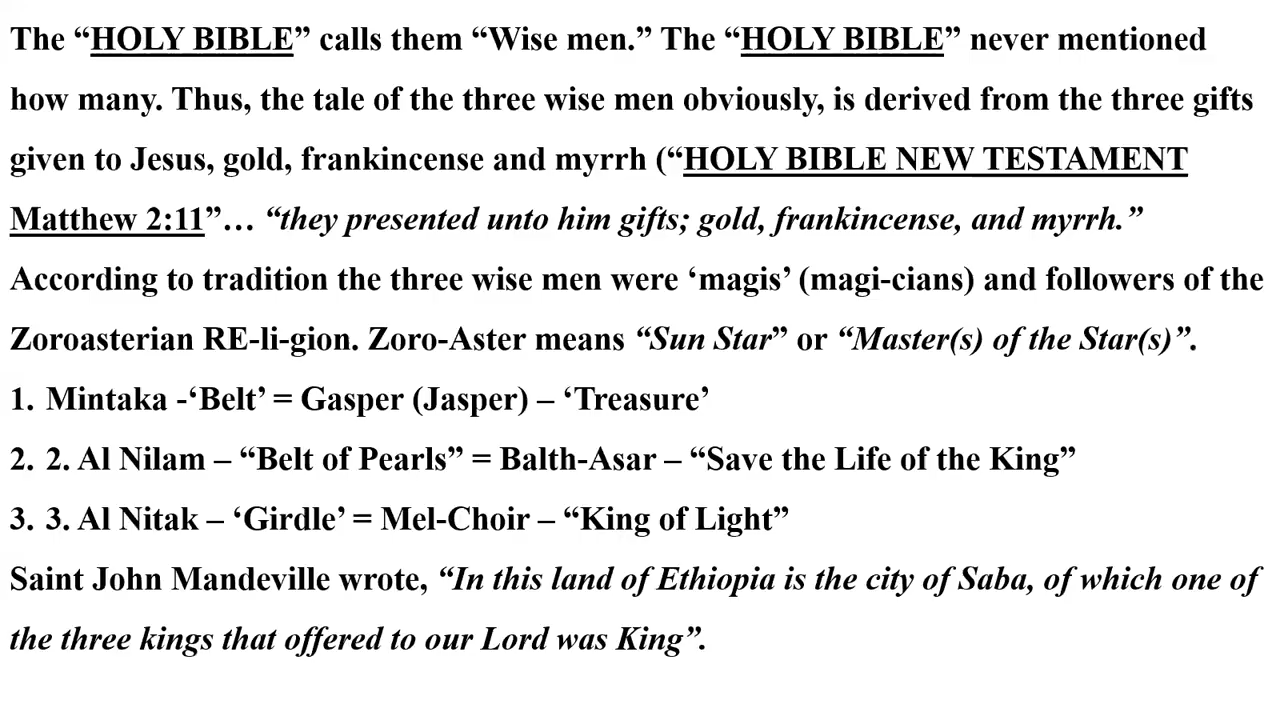 The “HOLY BIBLE” calls them “Wise men.” The “HOLY BIBLE” never mentioned
how many. Thus, the tale of the three wise men obviously, is derived from the three gifts
given to Jesus, gold, frankincense and myrrh (“HOLY BIBLE NEW TESTAMENT
Matthew 2:11”… “they presented unto him gifts; gold, frankincense, and myrrh.”
According to tradition the three wise men were ‘magis’ (magi-cians) and followers of the
Zoroasterian RE-li-gion. Zoro-Aster means “Sun Star” or “Master(s) of the Star(s)”.
1. Mintaka -‘Belt’ = Gasper (Jasper) – ‘Treasure’
2. 2. Al Nilam – “Belt of Pearls” = Balth-Asar – “Save the Life of the King”
3. 3. Al Nitak – ‘Girdle’ = Mel-Choir – “King of Light”
Saint John Mandeville wrote, “In this land of Ethiopia is the city of Saba, of which one of
the three kings that offered to our Lord was King”.